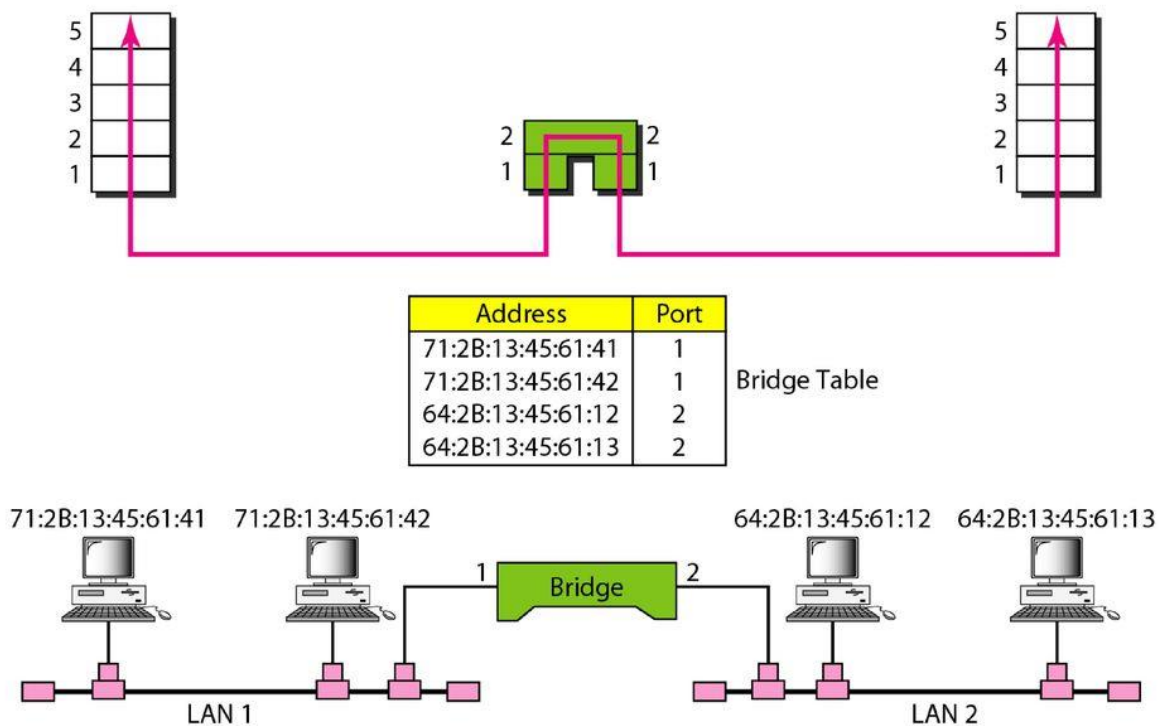 5 5
4 4
3 3
2 2 2 2
1 1 1 1
Address Port
71:2B:13:45:61:41 1
71:2B:13:45:61:42 1
64:2B:13:45:61:12 2
64:2B:13:45:61:13 2
Bridge Table
71:2B:13:45:61:41 71:2B:13:45:61:42 64:2B:13:45:61:12 64:2B:13:45:61:13
1 Bridge 2
LAN 1 LAN 2